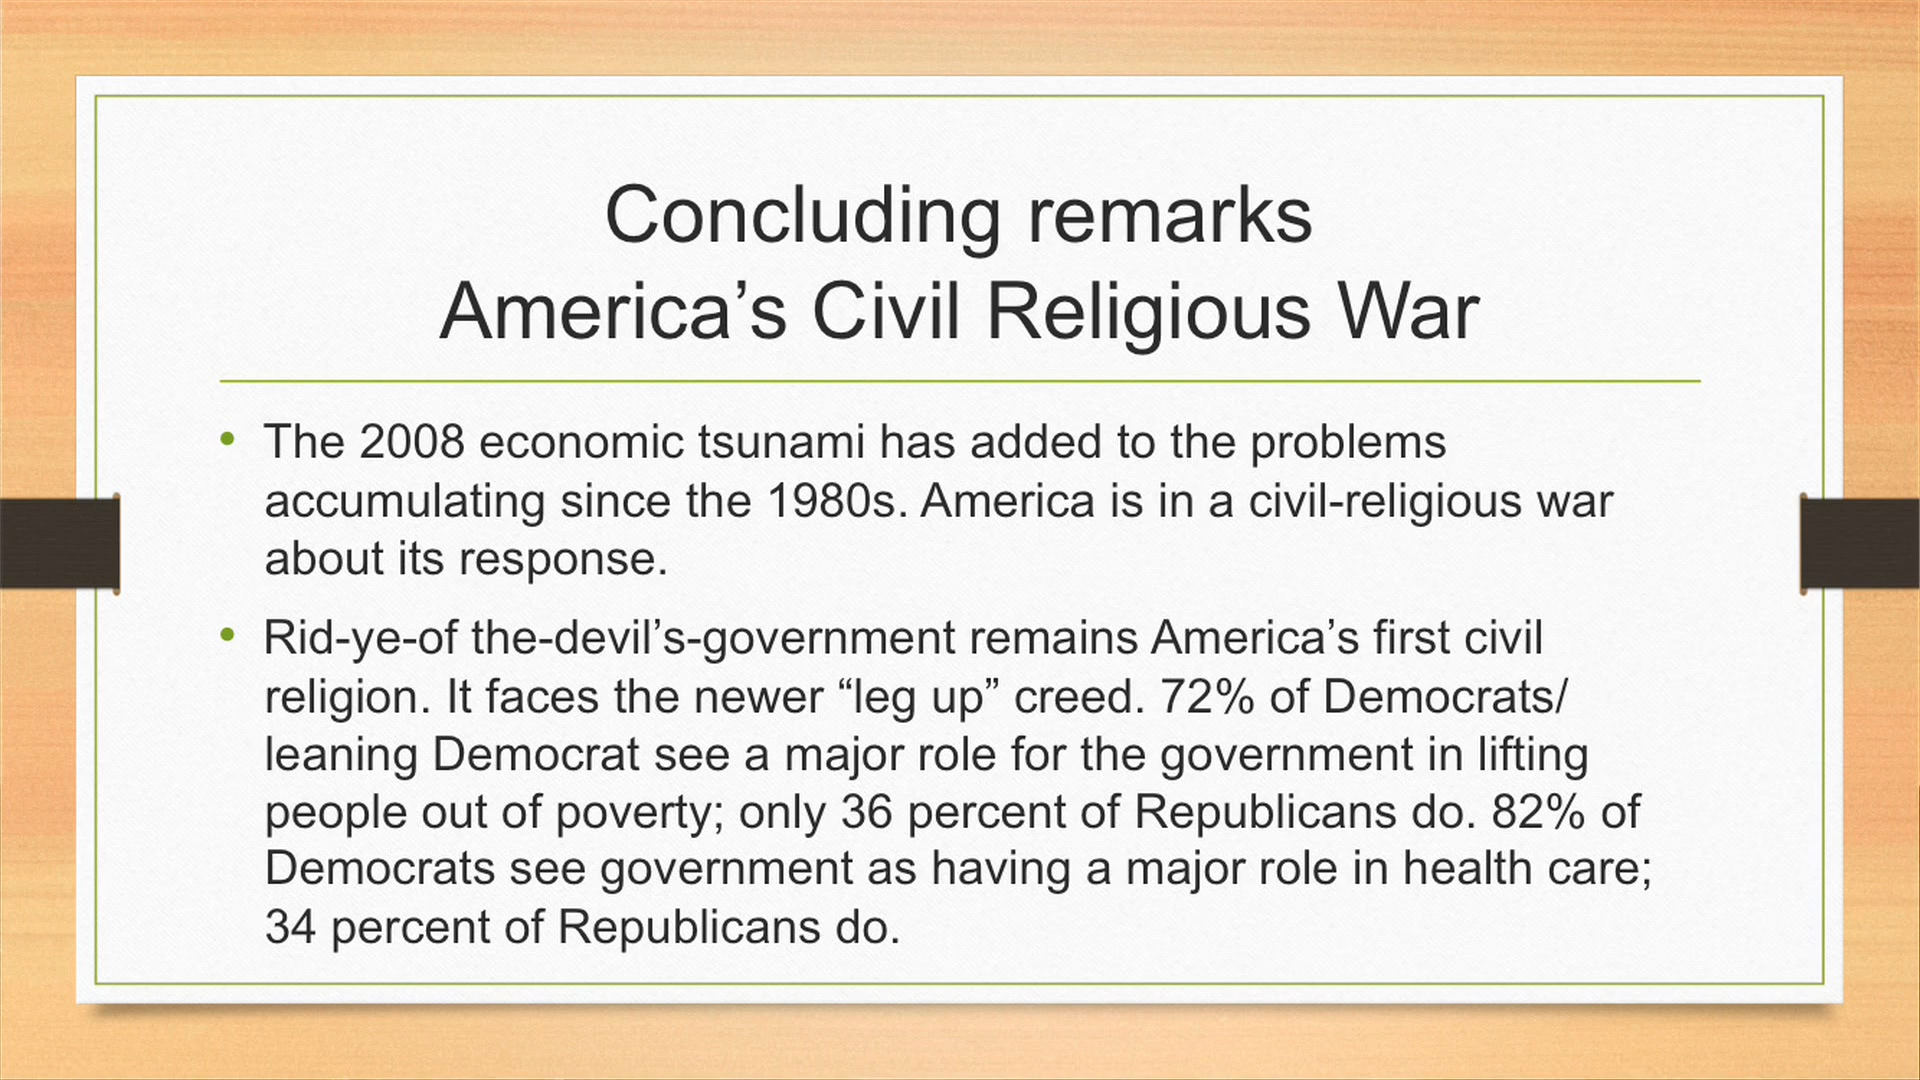 Concluding remarks
America’s Civil Religious War
• The 2008 economic tsunami has added to the problems
accumulating since the 1980s. America is in a civil-religious war
about its response.
• Rid-ye-of the-devil’s-government remains America’s first civil
religion. It faces the newer “leg up” creed. 72% of Democrats/
leaning Democrat see a major role for the government in lifting
people out of poverty; only 36 percent of Republicans do. 82% of
Democrats see government as having a major role in health care;
34 percent of Republicans do.